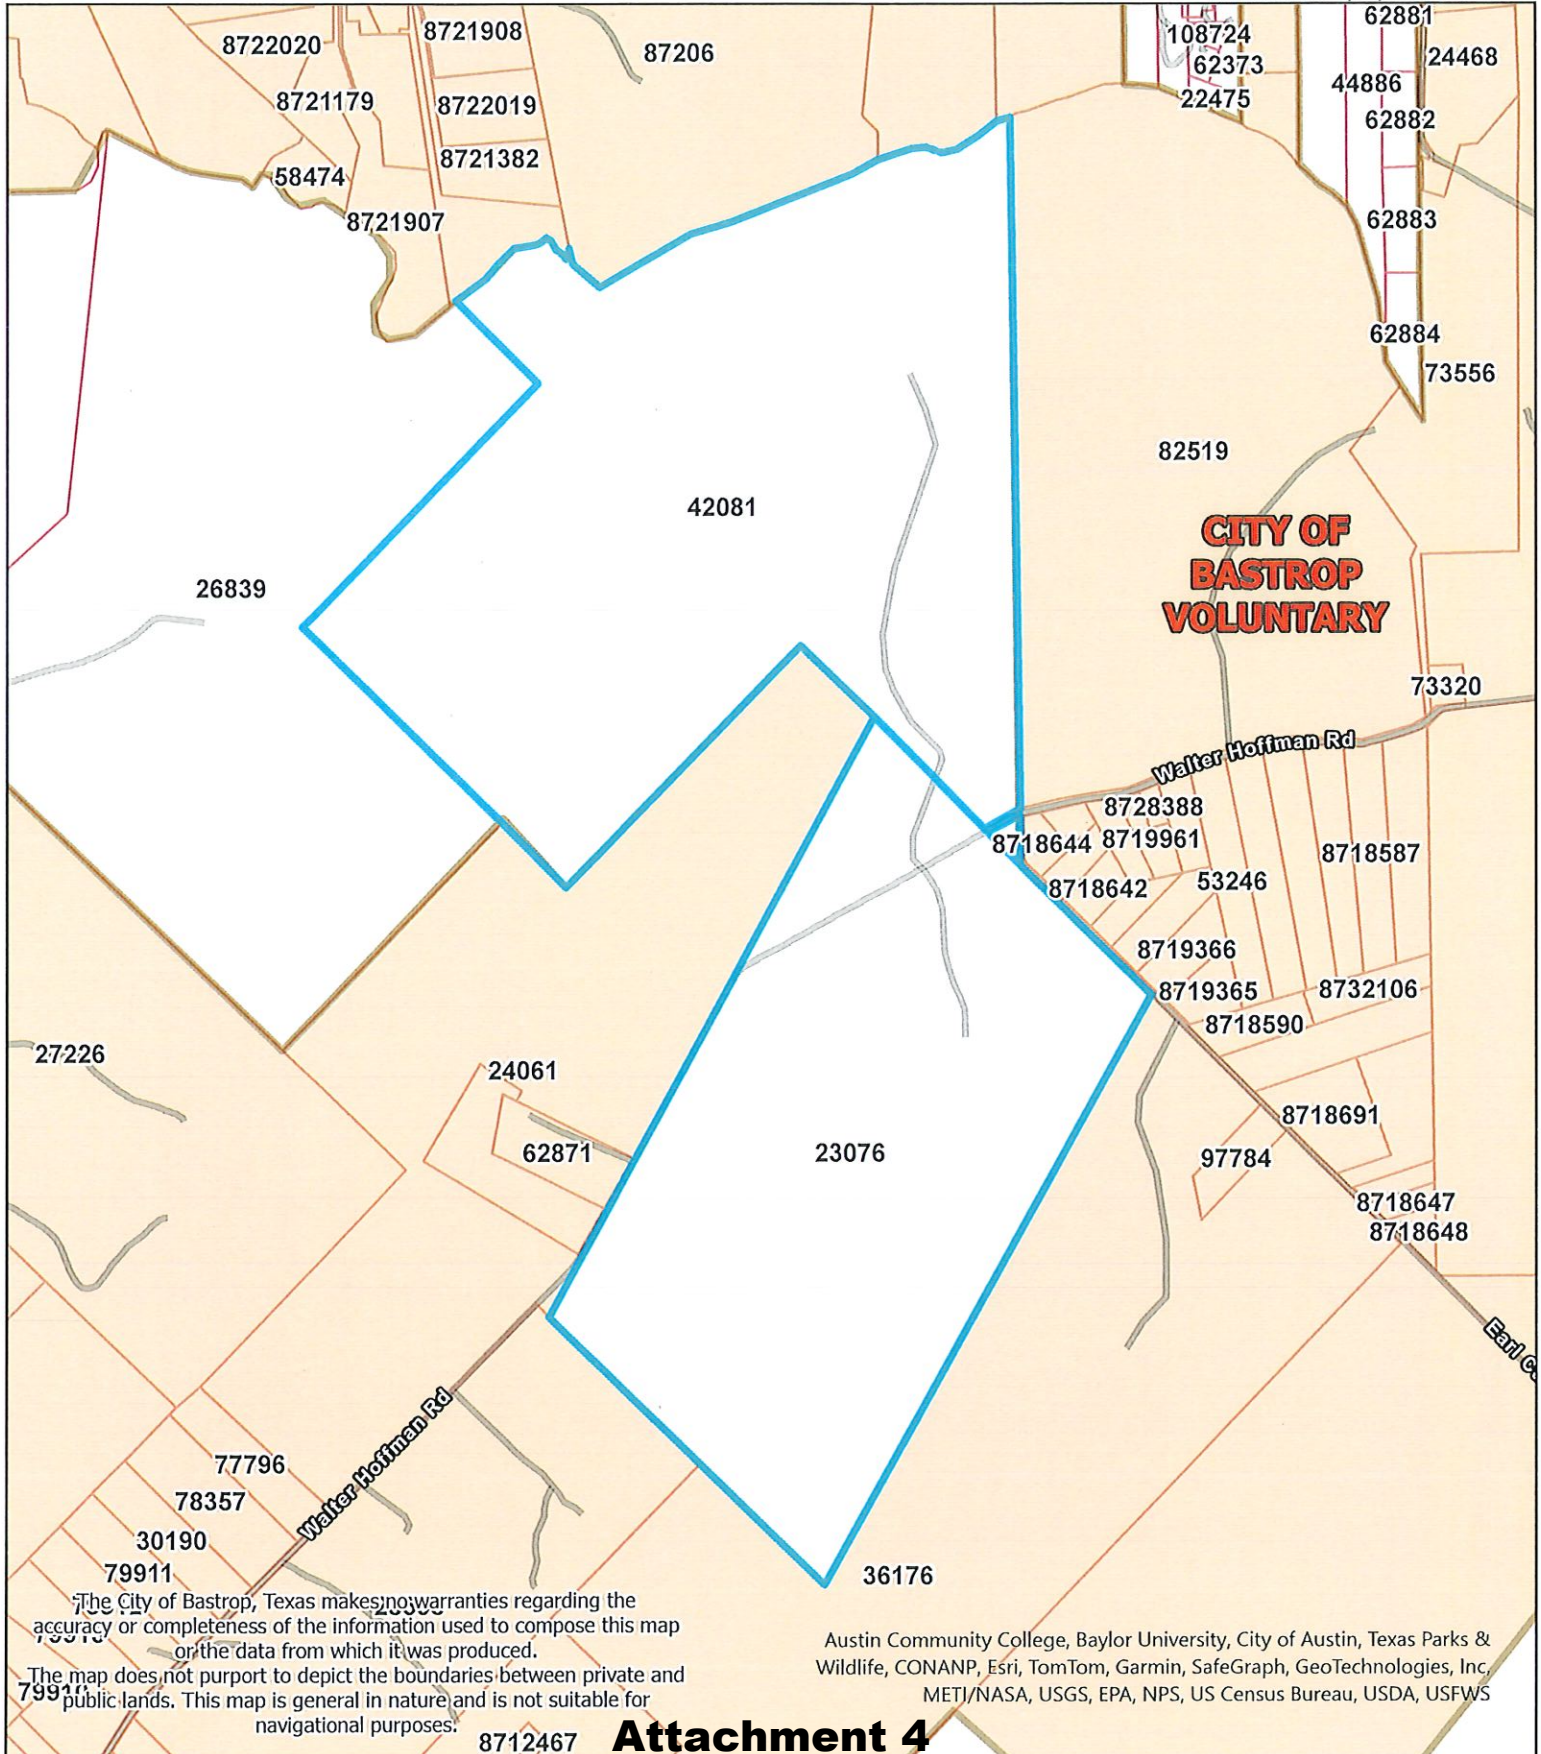 62881
8721908
108724
8722020
87206
24468
62373
44886
8721179
22475
8722019
62882
8721382
58474
8721907
62883
62884
73556
82519
42081
CITY OF
BASTROP
VOLUNTARY
26839
73320
Walter Hoffman Rd
8728388
8718644
8719961
8718587
8718642
53246
8719366
8719365
8732106
8718590
27226
24061
8718691
62871
23076
97784
8718647
8718648
Earl
Walter Hoffman Rd
77796
78357
30190
79911
36176
The City of Bastrop, Texas makes no warranties regarding the
accuracy or completeness of the information used to compose this map
or the data from which it was produced.
The map does not purport to depict the boundaries between private and
public lands. This map is general in nature and is not suitable for
navigational purposes.
Austin Community College, Baylor University, City of Austin, Texas Parks &
Wildlife, CONANP, Esri, TomTom, Garmin, SafeGraph, GeoTechnologies, Inc,
METI/NASA, USGS, EPA, NPS, US Census Bureau, USDA, USFWS
8712467
Attachment 4